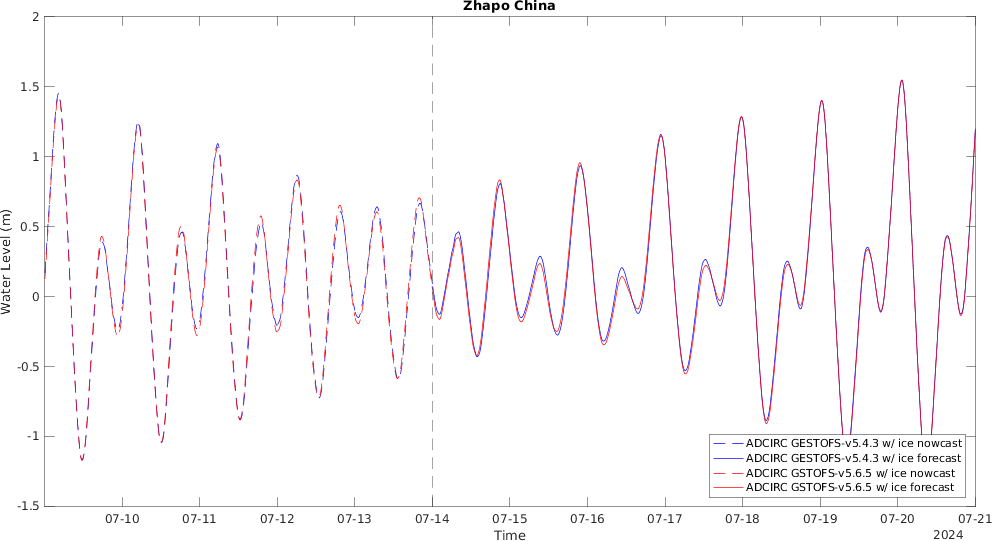 Zhapo China
Water Level (m)
2
1.5
1
0.5
0
-0.5
-1
-1.5
07-10 07-11 07-12 07-13 07-14 07-15 07-16 07-17 07-18 07-19 07-20 07-21
Time
2024
ADCIRC GESTOFS-v5.4.3 w/ ice nowcast
ADCIRC GESTOFS-v5.4.3 w/ ice forecast
ADCIRC GSTOFS-v5.6.5 w/ ice nowcast
ADCIRC GSTOFS-v5.6.5 w/ ice forecast